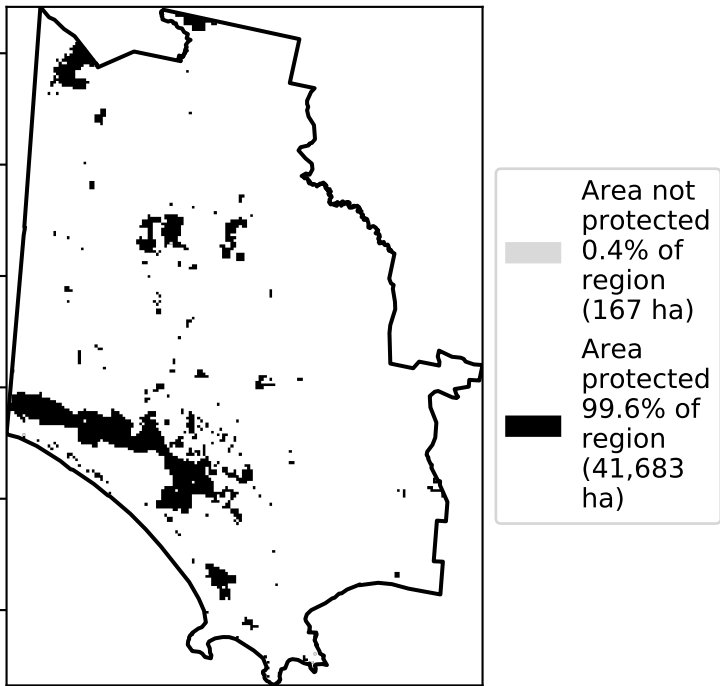 Area not
protected
0.4% of
region
(167 ha)
Area
protected
99.6% of
region
(41,683
ha)